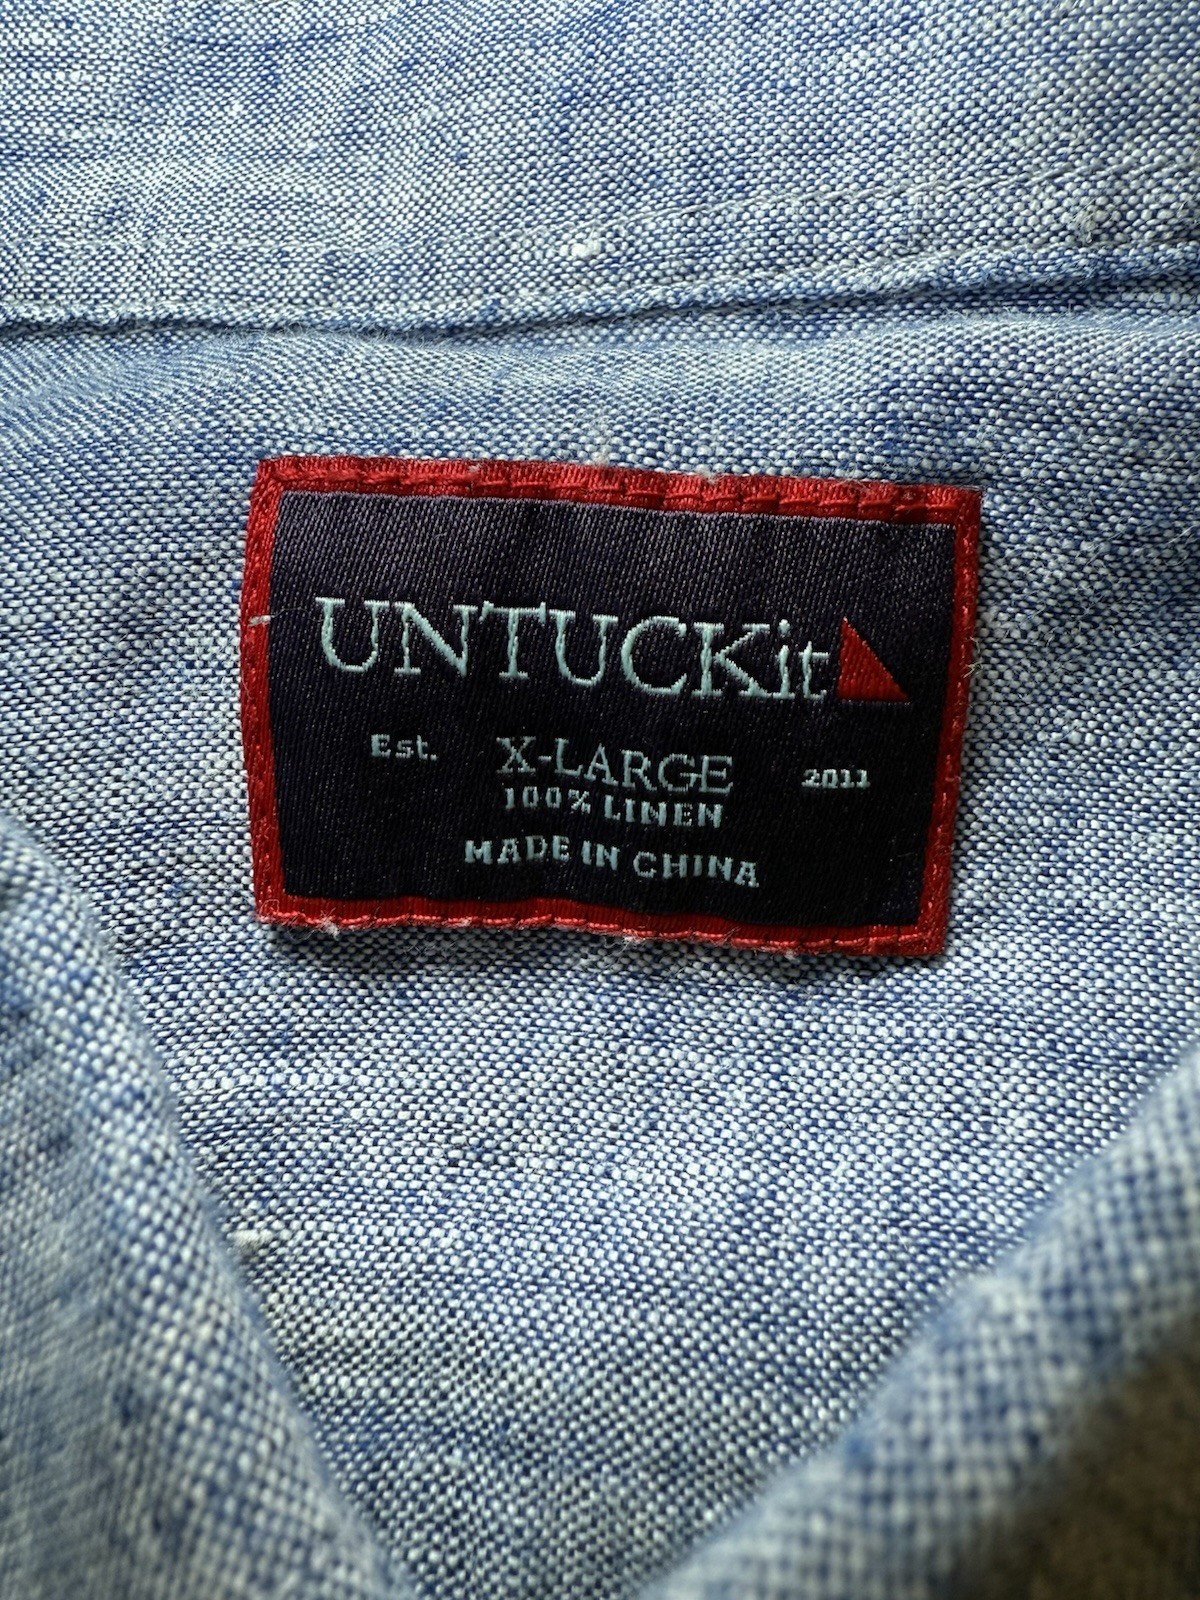 UNTUCKit
Est. X-LARGE 2011
100% LINEN
MADE IN CHINA